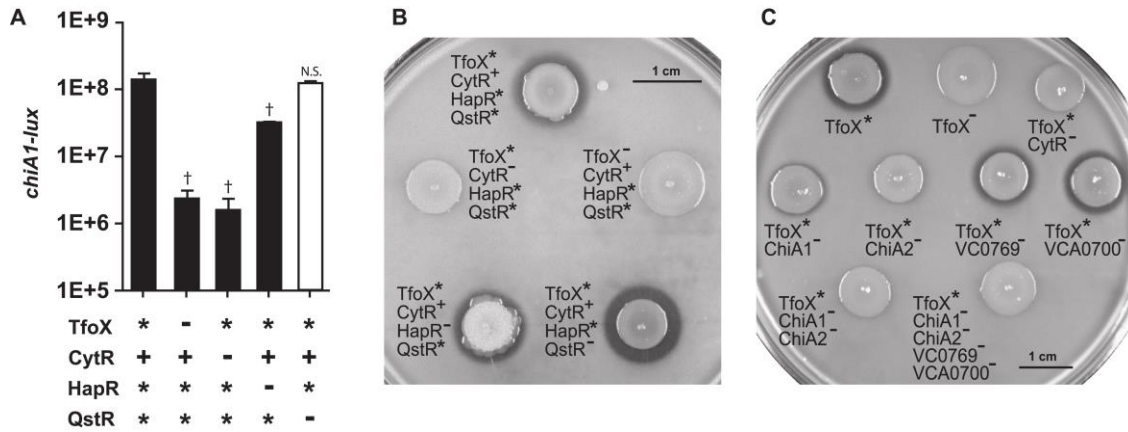 A
1E+9
1E+8
1E+7
1E+6
1E+5
chiA1-lux
†
†
†
N.S.
TfoX * - * * *
CytR + + - + +
HapR * * * - *
QstR * * * * -
B
TfoX*
CytR+
HapR*
QstR*
1 cm
TfoX*
CytR-
HapR*
QstR*
TfoX-
CytR+
HapR*
QstR*
TfoX*
CytR+
HapR-
QstR*
TfoX*
CytR+
HapR*
QstR-
C
TfoX*
TfoX-
TfoX*
CytR-
TfoX*
ChiA1-
TfoX*
ChiA2-
TfoX*
VC0769-
TfoX*
VCA0700-
TfoX*
ChiA1-
ChiA2-
TfoX*
ChiA1-
ChiA2-
VC0769-
VCA0700-
1 cm